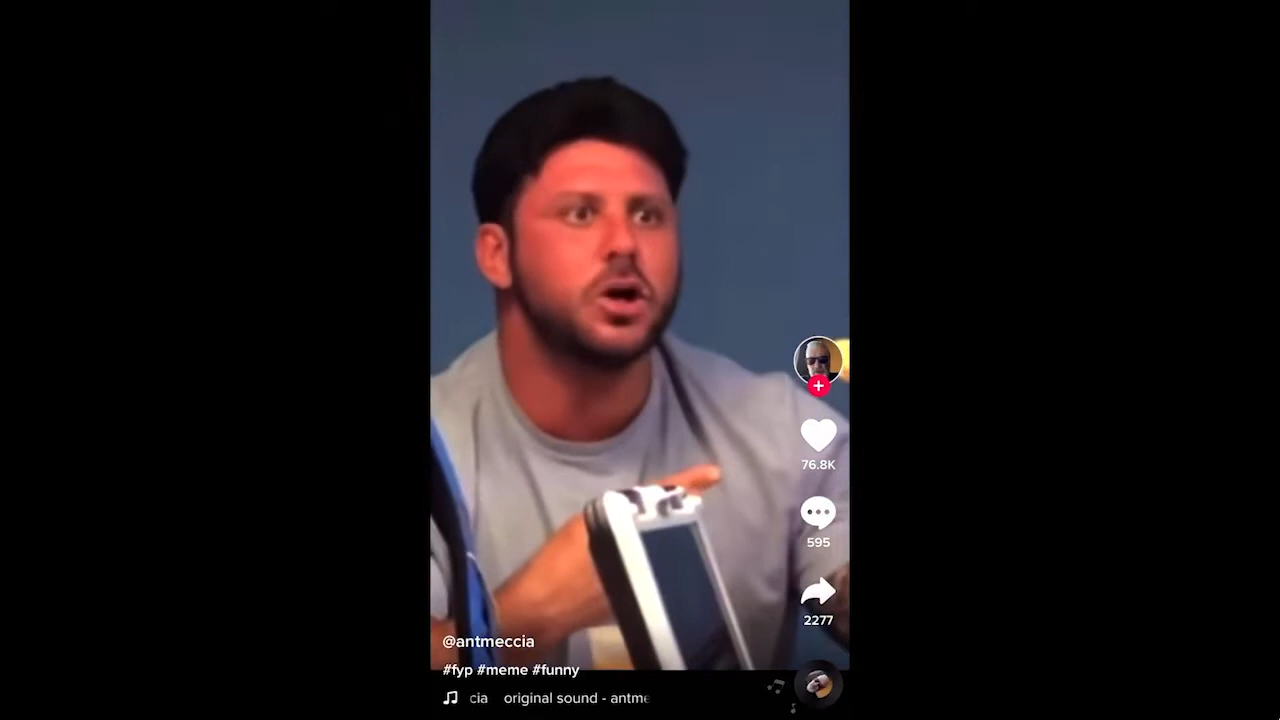 76.8K
595
2277
@antmeccia
#fyp #meme #funny
cia original sound - antme